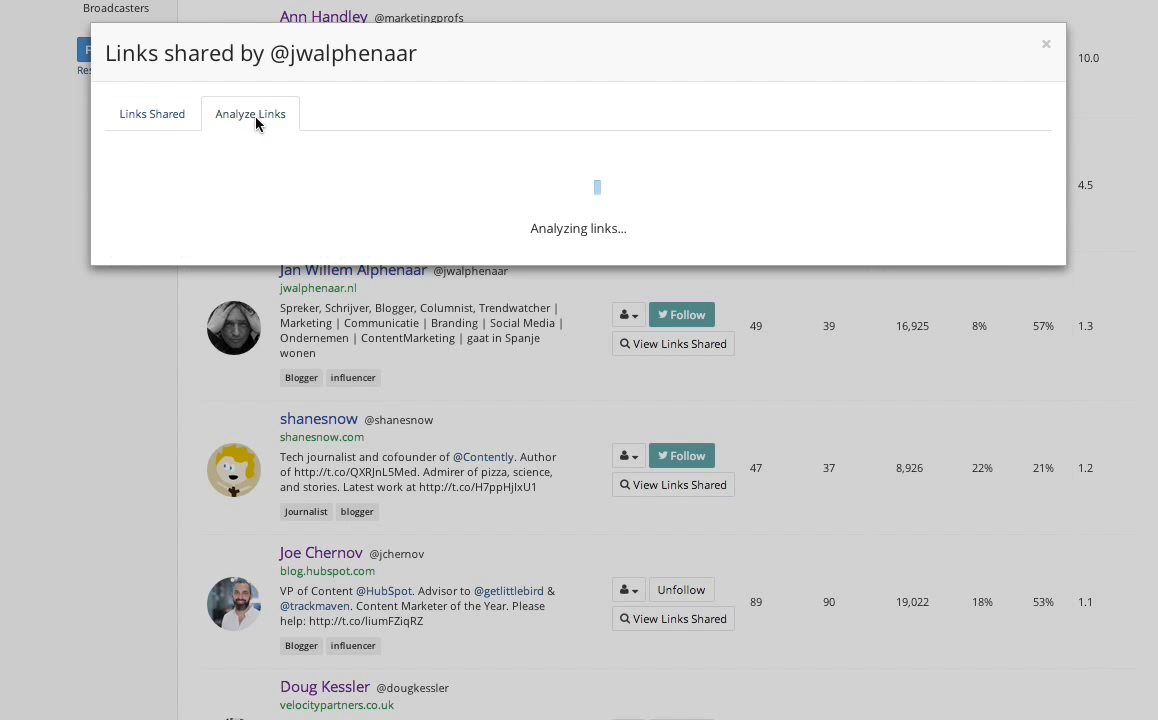 Broadcasters
Ann Handley @marketingprofs
10.0
Links shared by @jwalphenaar
×
Links Shared
Analyze Links
4.5
Analyzing links...
Jan Willem Alphenaar @jwalphenaar
jwalphenaar.nl
Spreker, Schrijver, Blogger, Columnist, Trendwatcher |
Marketing | Communicatie | Branding | Social Media |
Ondernemen | ContentMarketing | gaat in Spanje
wonen
Blogger influencer
Follow
View Links Shared
49 39 16,925 8% 57% 1.3
shanesnow @shanesnow
shanesnow.com
Tech journalist and cofounder of @Contently. Author
of http://t.co/QXRJnL5Med. Admirer of pizza, science,
and stories. Latest work at http://t.co/H7ppHjIxU1
Journalist blogger
Follow
View Links Shared
47 37 8,926 22% 21% 1.2
Joe Chernov @jchernov
blog.hubspot.com
VP of Content @HubSpot. Advisor to @getlittlebird &
@trackmaven. Content Marketer of the Year. Please
help: http://t.co/liumFZiqRZ
Blogger influencer
Unfollow
View Links Shared
89 90 19,022 18% 53% 1.1
Doug Kessler @dougkessler
velocitypartners.co.uk